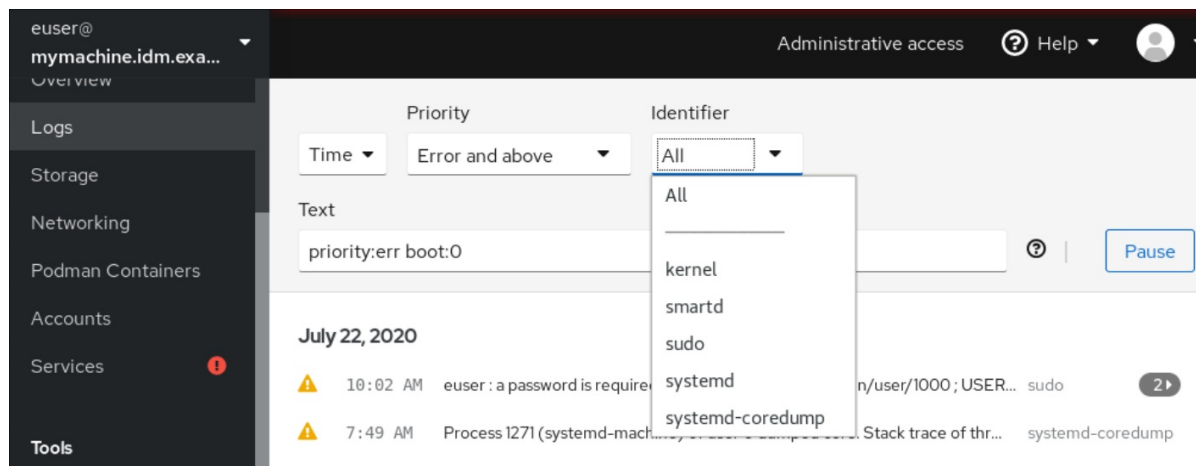 euser@
mymachine.idm.exa...
Administrative access
Help
Overview
Logs
Storage
Networking
Podman Containers
Accounts
Services
Tools
Priority
Identifier
Time
Error and above
All
All
kernel
smartd
sudo
systemd
systemd-coredump
Text
priority:err boot:0
Pause
July 22, 2020
10:02 AM euser : a password is require n/user/1000 ; USER... sudo 2
7:49 AM Process 1271 (systemd-mach Stack trace of thr... systemd-coredump